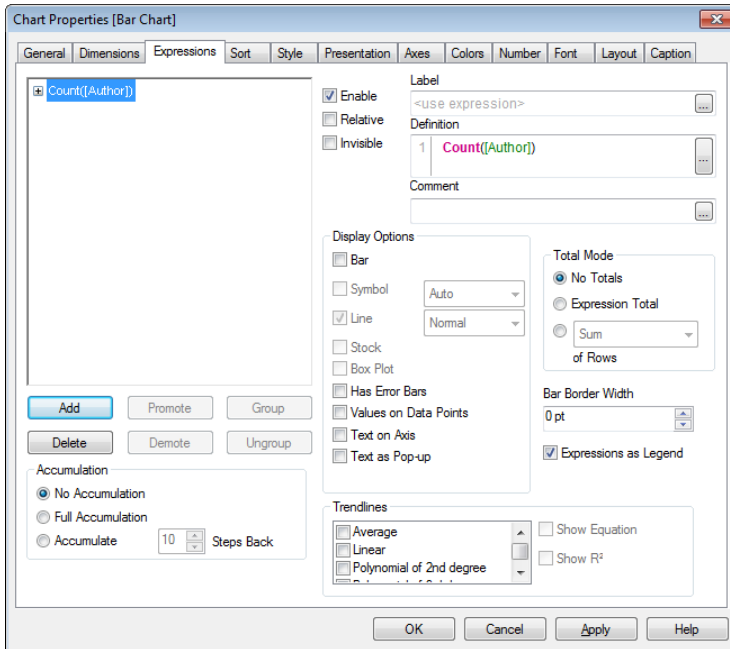 Chart Properties [Bar Chart]
General Dimensions Expressions Sort Style Presentation Axes Colors Number Font Layout Caption
Count([Author])
Enable
Relative
Invisible
Label
<use expression>
...
Definition
1 Count([Author])
...
Comment
...
Display Options
Bar
Symbol Auto
Line Normal
Stock
Box Plot
Has Error Bars
Values on Data Points
Text on Axis
Text as Pop-up
Total Mode
No Totals
Expression Total
Sum
of Rows
Bar Border Width
0 pt
Expressions as Legend
Add Promote Group
Delete Demote Ungroup
Accumulation
No Accumulation
Full Accumulation
Accumulate 10 Steps Back
Trendlines
Average
Linear
Polynomial of 2nd degree
Show Equation
Show R²
OK Cancel Apply Help